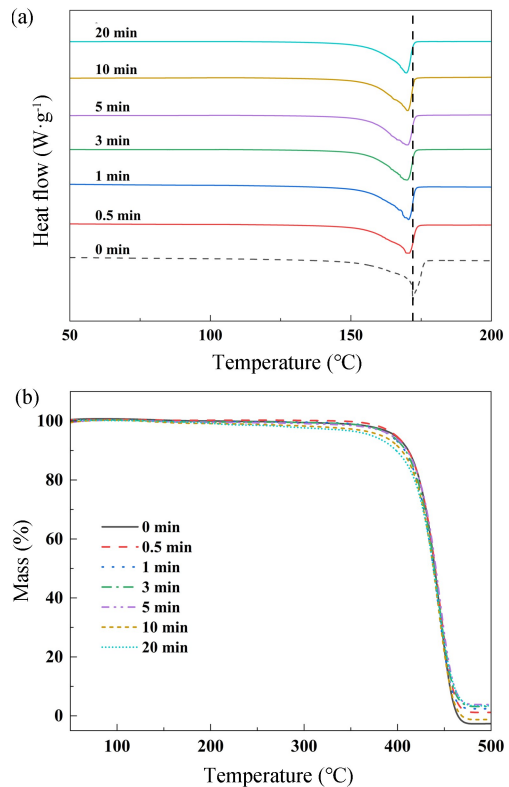 (a)
Heat flow (W·g⁻¹)
20 min
10 min
5 min
3 min
1 min
0.5 min
0 min
50 100 150 200
Temperature (℃)
(b)
Mass (%)
100
80
60
40
20
0
0 min
0.5 min
1 min
3 min
5 min
10 min
20 min
100 200 300 400 500
Temperature (℃)